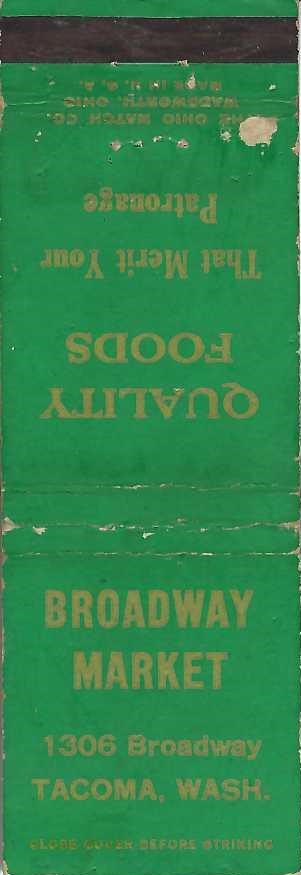 THE OHIO MATCH CO.
WADSWORTH, OHIO
MADE IN U. S. A.
QUALITY
FOODS
That Merit Your
Patronage
BROADWAY
MARKET
1306 Broadway
TACOMA, WASH.
CLOSE COVER BEFORE STRIKING